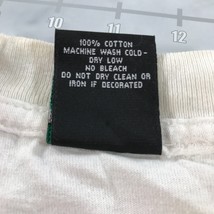 10
11
12
100% COTTON
MACHINE WASH COLD-
DRY LOW
NO BLEACH
DO NOT DRY CLEAN OR
IRON IF DECORATED